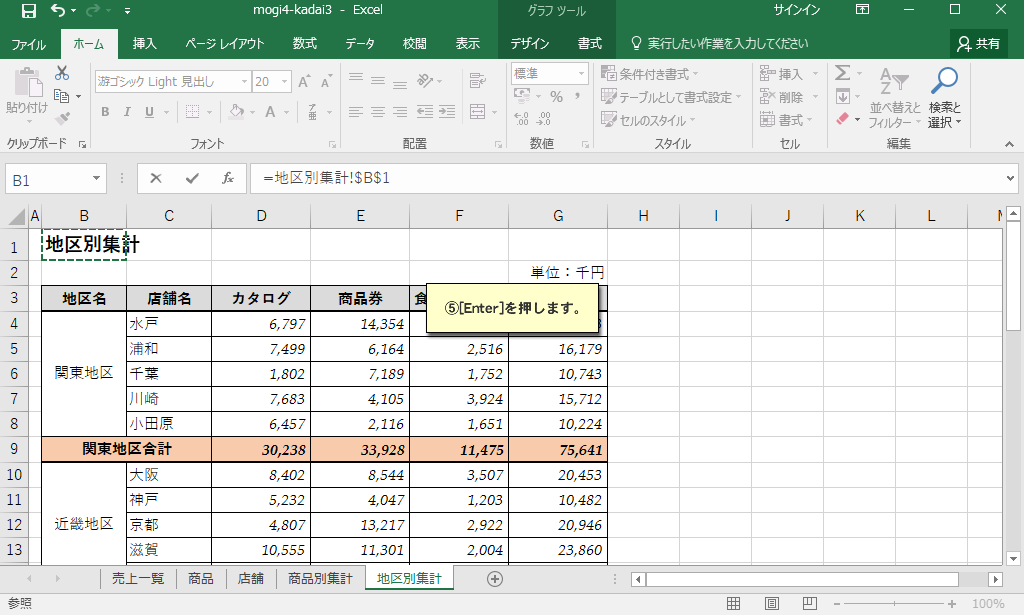 mogi4-kadai3 - Excel
グラフ ツール
サインイン
ファイル ホーム 挿入 ページ レイアウト 数式 データ 校閲 表示 デザイン 書式 実行したい作業を入力してください 共有
貼り付け
クリップボード
游ゴシック Light 見出し 20
B I U
フォント
配置
標準
% ,
数値
条件付き書式
テーブルとして書式設定
セルのスタイル
スタイル
挿入
削除
書式
セル
並べ替えと
フィルター
検索と
選択
編集
B1 fx =地区別集計!$B$1
A B C D E F G H I J K L
1 地区別集計
2 単位：千円
3 地区名 店舗名 カタログ 商品券 食
⑤[Enter]を押します。
4 水戸 6,797 14,354
5 浦和 7,499 6,164 2,516 16,179
6 関東地区 千葉 1,802 7,189 1,752 10,743
7 川崎 7,683 4,105 3,924 15,712
8 小田原 6,457 2,116 1,651 10,224
9 関東地区合計 30,238 33,928 11,475 75,641
10 大阪 8,402 8,544 3,507 20,453
11 神戸 5,232 4,047 1,203 10,482
12 近畿地区 京都 4,807 13,217 2,922 20,946
13 滋賀 10,555 11,301 2,004 23,860
売上一覧 商品 店舗 商品別集計 地区別集計
参照 100%